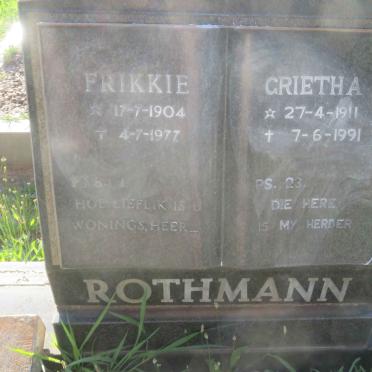 FRIKKIE
☆ 17-7-1904
† 4-7-1977
HOE LIEFLIK IS U
WONINGS, HEER_
GRIETHA
☆ 27-4-1911
† 7-6-1991
PS. 23.
DIE HERE
IS MY HERDER
ROTHMANN